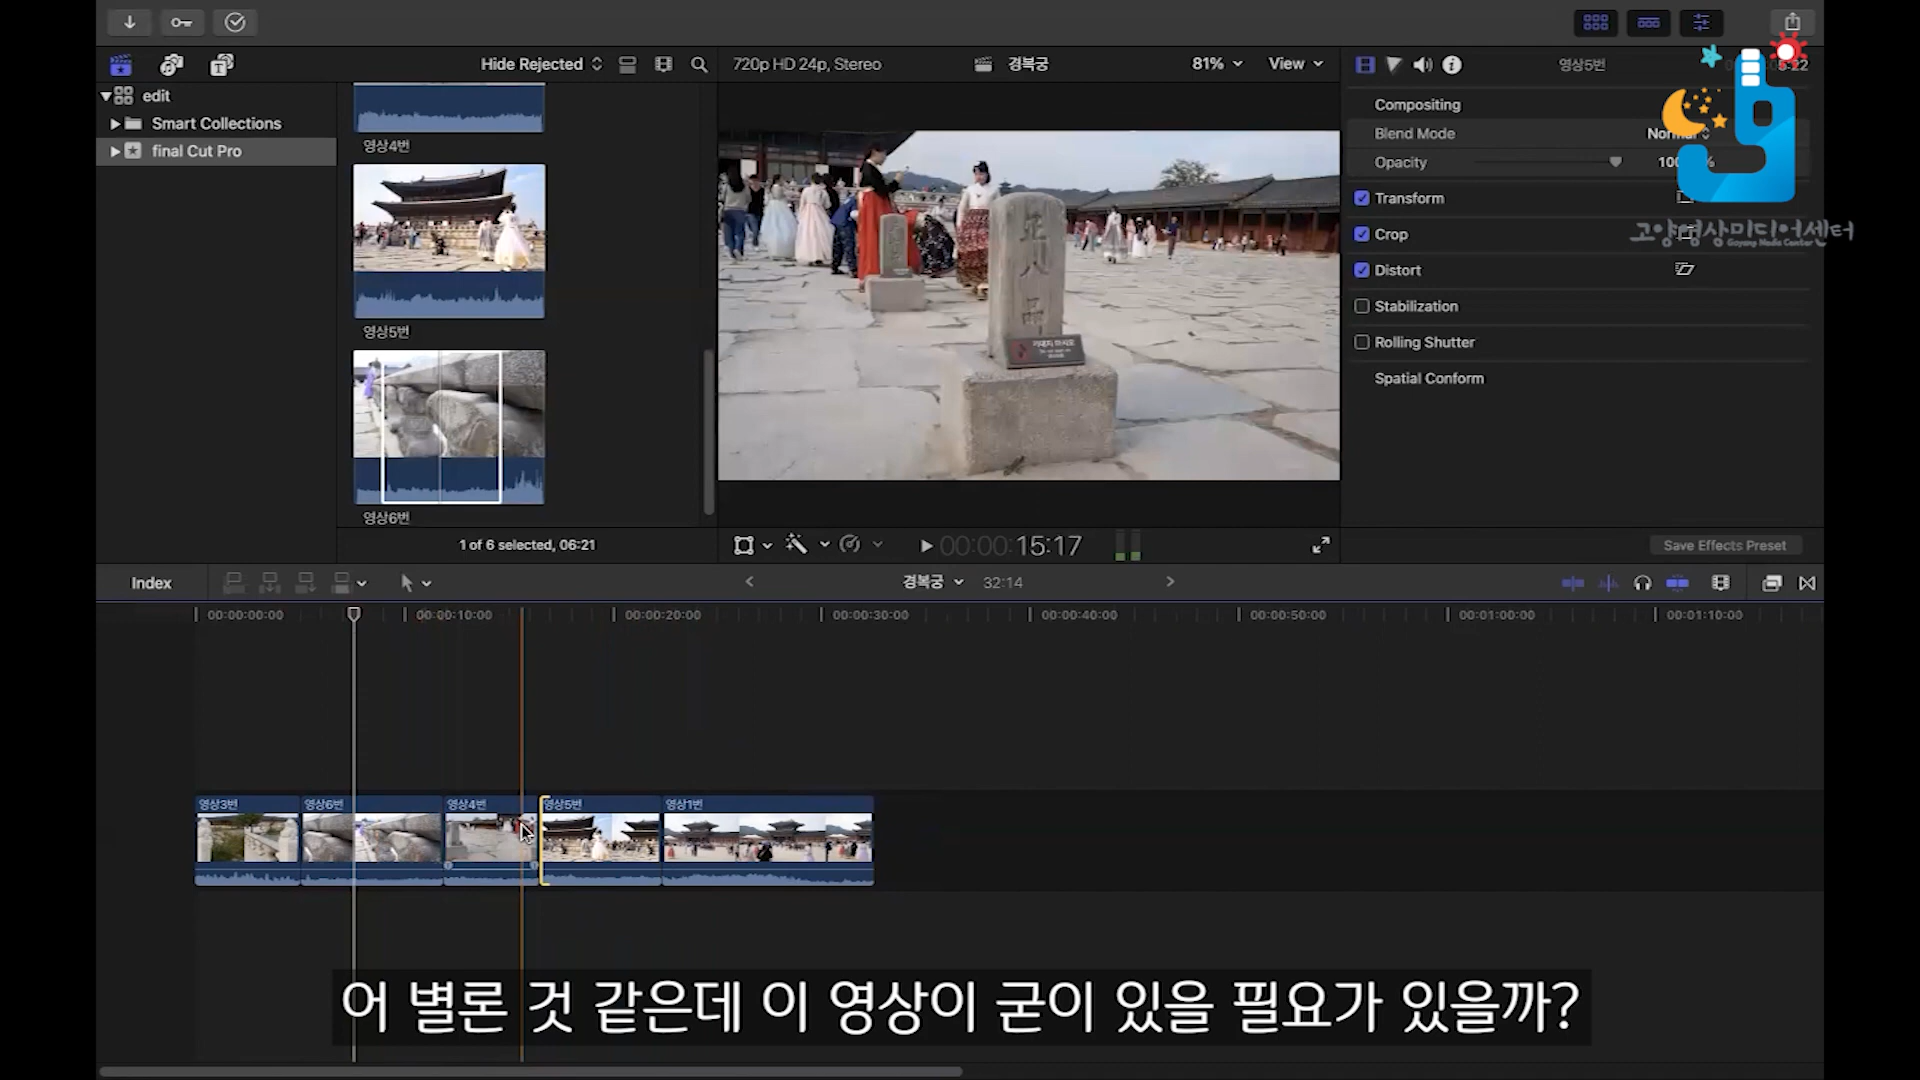 Hide Rejected
720p HD 24p, Stereo
경복궁
81%
View
영상5번
5:22
edit
Smart Collections
final Cut Pro
영상4번
영상5번
영상6번
1 of 6 selected, 06:21
Compositing
Blend Mode
Normal
Opacity
100 %
Transform
Crop
Distort
Stabilization
Rolling Shutter
Spatial Conform
고양영상미디어센터
Goyang Media Center
00:00:00:15:17
Save Effects Preset
Index
경복궁
32:14
00:00:00:00
00:00:10:00
00:00:20:00
00:00:30:00
00:00:40:00
00:00:50:00
00:01:00:00
00:01:10:00
영상3번
영상6번
영상4번
영상5번
영상1번
어 별론 것 같은데 이 영상이 굳이 있을 필요가 있을까?